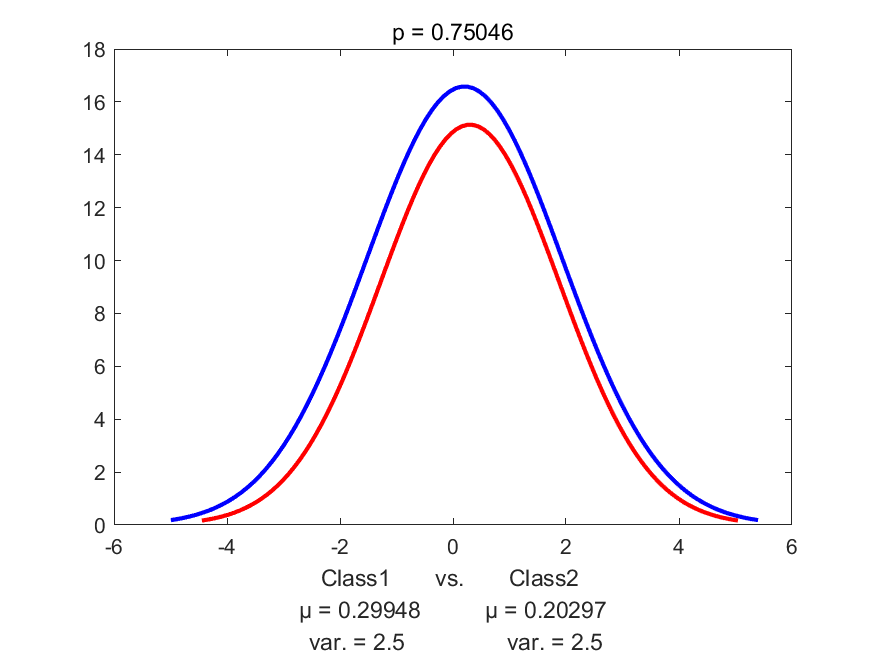 p = 0.75046
18
16
14
12
10
8
6
4
2
0
-6 -4 -2 0 2 4 6
Class1 vs. Class2
μ = 0.29948 μ = 0.20297
var. = 2.5 var. = 2.5